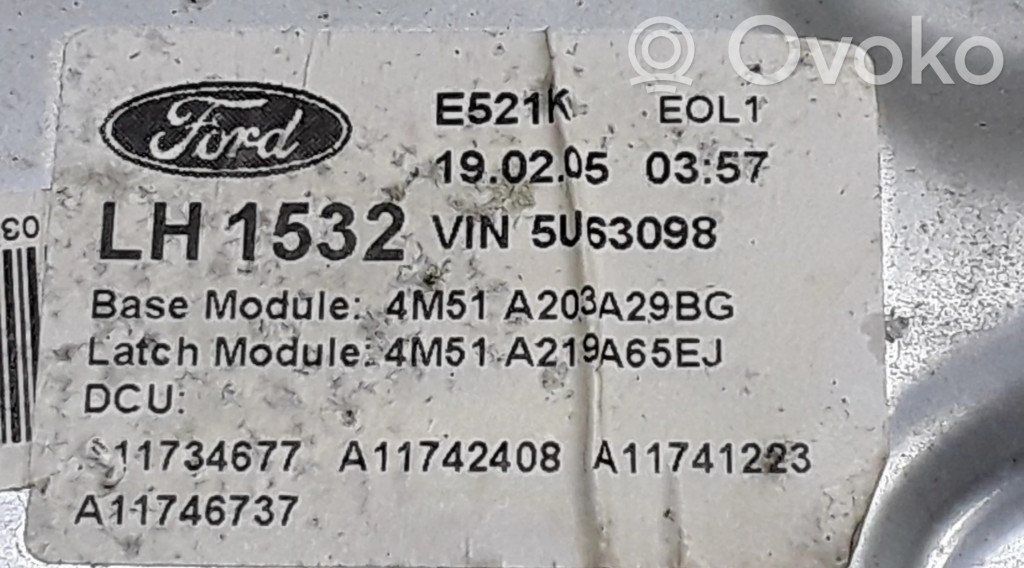 Ovoko
Ford
E521K EOL1
19.02.05 03:57
LH 1532 VIN 5U63098
03
Base Module: 4M51 A203A29BG
Latch Module: 4M51 A219A65EJ
DCU:
11734677 A11742408 A11741223
A11746737